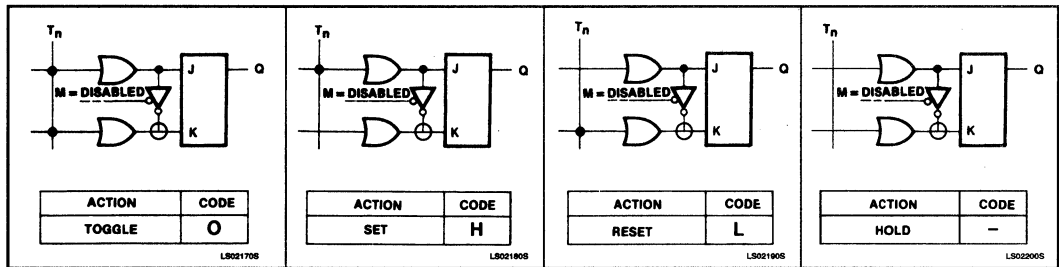 Tn
J
Q
M = DISABLED
K
ACTION CODE
TOGGLE O
LS02170S
Tn
J
Q
M = DISABLED
K
ACTION CODE
SET H
LS02180S
Tn
J
Q
M = DISABLED
K
ACTION CODE
RESET L
LS02190S
Tn
J
Q
M = DISABLED
K
ACTION CODE
HOLD –
LS02200S